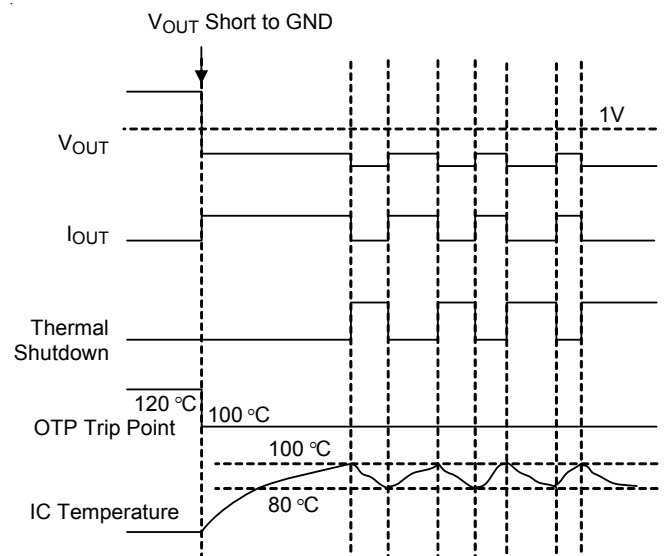 VOUT Short to GND
1V
VOUT
IOUT
Thermal
Shutdown
120 °C
100 °C
OTP Trip Point
100 °C
80 °C
IC Temperature